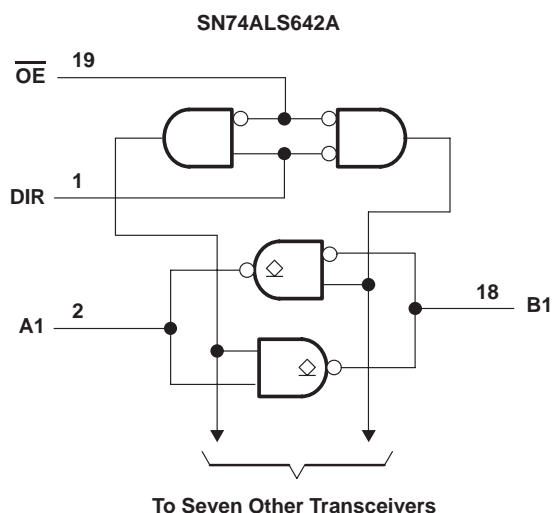 SN74ALS642A
OE 19
DIR 1
A1 2
18 B1
To Seven Other Transceivers